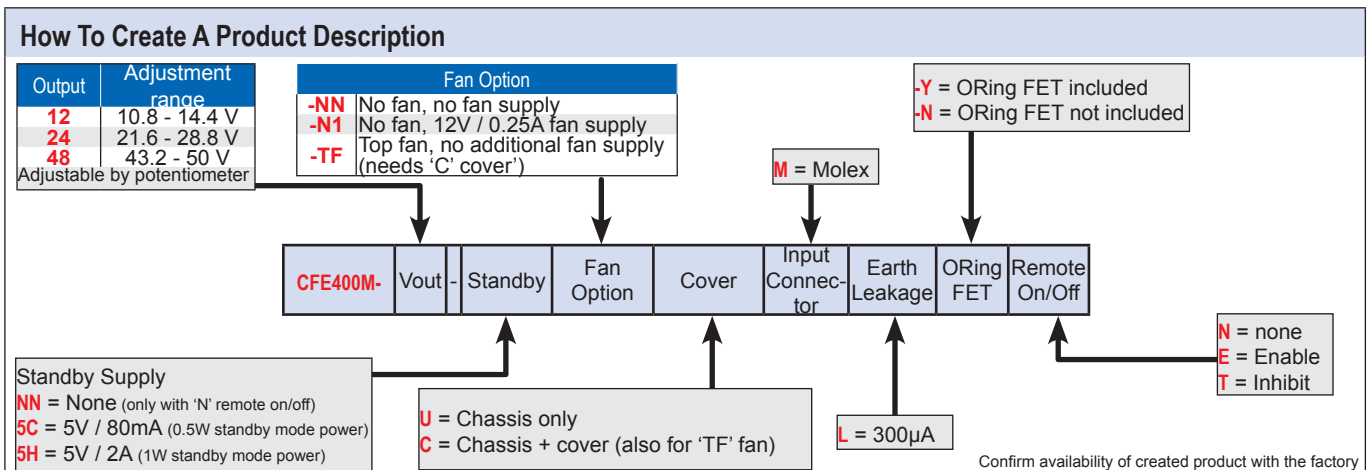 How To Create A Product Description
Output Adjustment range
12 10.8 - 14.4 V
24 21.6 - 28.8 V
48 43.2 - 50 V
Adjustable by potentiometer
Fan Option
-NN No fan, no fan supply
-N1 No fan, 12V / 0.25A fan supply
-TF Top fan, no additional fan supply
(needs ‘C’ cover’)
M = Molex
-Y = ORing FET included
-N = ORing FET not included
CFE400M- Vout - Standby Fan Option Cover Input Connec-tor Earth Leakage ORing FET Remote On/Off
Standby Supply
NN = None (only with ‘N’ remote on/off)
5C = 5V / 80mA (0.5W standby mode power)
5H = 5V / 2A (1W standby mode power)
U = Chassis only
C = Chassis + cover (also for ‘TF’ fan)
L = 300µA
N = none
E = Enable
T = Inhibit
Confirm availability of created product with the factory